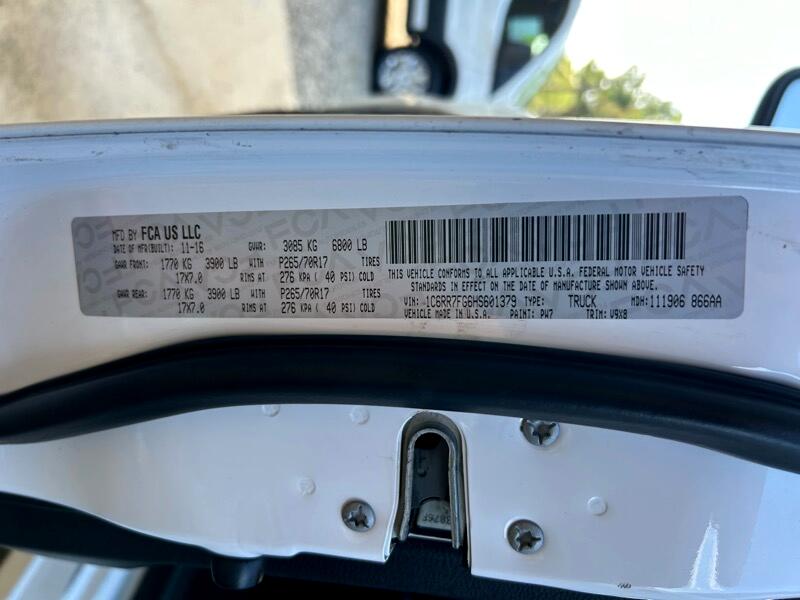 MFD BY FCA US LLC
DATE OF MFR(BUILT): 11-16 GVWR: 3085 KG 6800 LB
GAWR FRONT: 1770 KG 3900 LB WITH P265/70R17 TIRES
17X7.0 RIMS AT 276 KPA ( 40 PSI) COLD
GAWR REAR: 1770 KG 3900 LB WITH P265/70R17 TIRES
17X7.0 RIMS AT 276 KPA ( 40 PSI) COLD
THIS VEHICLE CONFORMS TO ALL APPLICABLE U.S.A. FEDERAL MOTOR VEHICLE SAFETY
STANDARDS IN EFFECT ON THE DATE OF MANUFACTURE SHOWN ABOVE.
VIN: 1C6RR7FG6HS601379 TYPE: TRUCK MDH: 111906 866AA
VEHICLE MADE IN U.S.A. PAINT: PW7 TRIM: V9X8